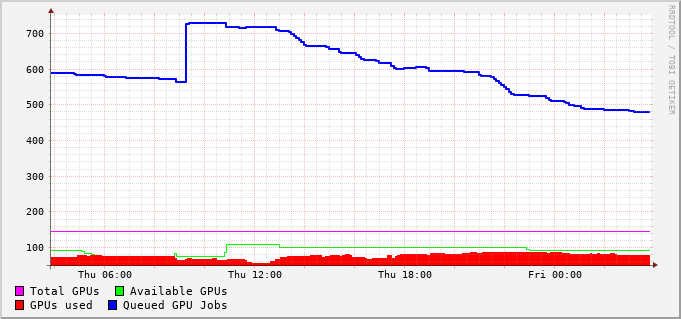 700
600
500
400
300
200
100
Thu 06:00 Thu 12:00 Thu 18:00 Fri 00:00
Total GPUs Available GPUs
GPUs used Queued GPU Jobs
RRDTOOL / TOBI OETIKER